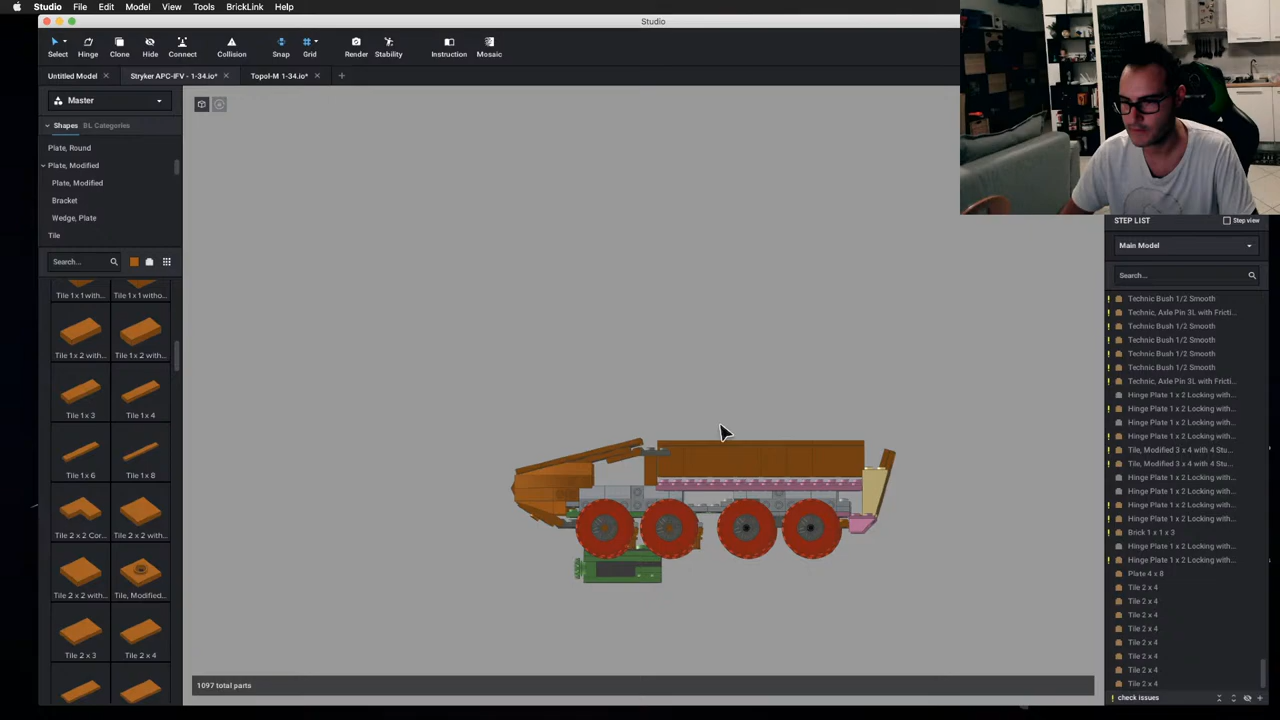 Studio File Edit Model View Tools BrickLink Help
Studio
Select Hinge Clone Hide Connect Collision Snap Grid Render Stability Instruction Mosaic
Untitled Model Stryker APC-IFV - 1-34.io* Topol-M 1-34.io*
Master
Shapes BL Categories
Plate, Round
Plate, Modified
Plate, Modified
Bracket
Wedge, Plate
Tile
Search...
Tile 1x 1 with... Tile 1x 1 witho...
Tile 1x 2 with... Tile 1x 2 with...
Tile 1x 3 Tile 1x 4
Tile 1x 6 Tile 1x 8
Tile 2 x 2 Cor... Tile 2 x 2 with...
Tile 2 x 2 with... Tile, Modified...
Tile 2 x 3 Tile 2 x 4
1097 total parts
STEP LIST Step view
Main Model
Search...
Technic Bush 1/2 Smooth
Technic, Axle Pin 3L with Fricti...
Technic Bush 1/2 Smooth
Technic Bush 1/2 Smooth
Technic Bush 1/2 Smooth
Technic Bush 1/2 Smooth
Technic, Axle Pin 3L with Fricti...
Hinge Plate 1 x 2 Locking with...
Hinge Plate 1 x 2 Locking with...
Hinge Plate 1 x 2 Locking with...
Hinge Plate 1 x 2 Locking with...
Tile, Modified 3 x 4 with 4 Stu...
Tile, Modified 3 x 4 with 4 Stu...
Hinge Plate 1 x 2 Locking with...
Hinge Plate 1 x 2 Locking with...
Hinge Plate 1 x 2 Locking with...
Hinge Plate 1 x 2 Locking with...
Brick 1 x 1 x 3
Hinge Plate 1 x 2 Locking with...
Hinge Plate 1 x 2 Locking with...
Plate 4 x 8
Tile 2 x 4
Tile 2 x 4
Tile 2 x 4
Tile 2 x 4
Tile 2 x 4
Tile 2 x 4
Tile 2 x 4
Tile 2 x 4
check issues